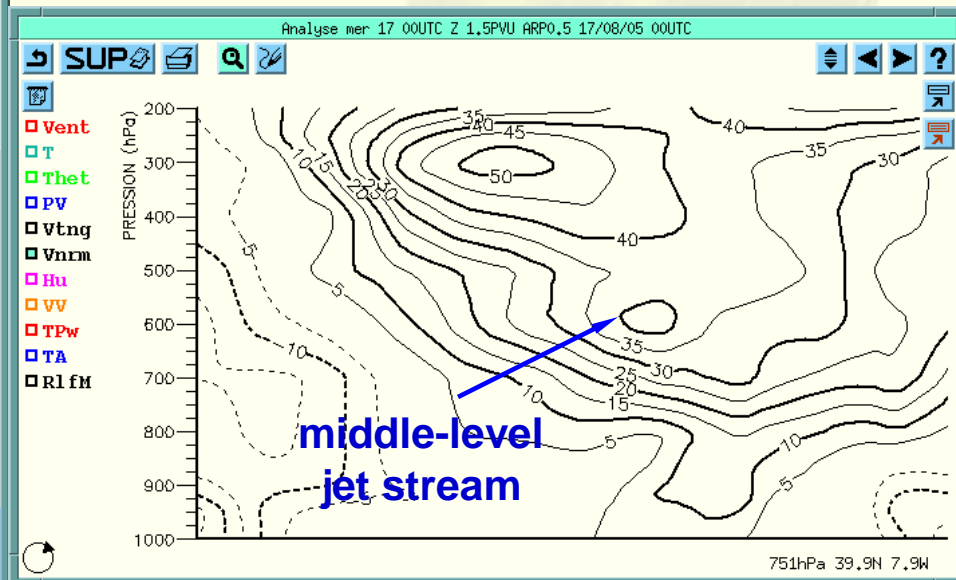 Analyse mer 17 00UTC Z 1.5PVU ARP0.5 17/08/05 00UTC
SUP
?
Vent
T
Thet
PV
Vtng
Vnrm
Hu
VV
TPw
TA
RlfM
PRESSION (hPa)
200
300
400
500
600
700
800
900
1000
35
40
45
50
40
40
35
30
10
15
20
25
30
5
5
10
35
30
25
20
15
10
5
10
5
5
middle-level
jet stream
751hPa 39.9N 7.9W